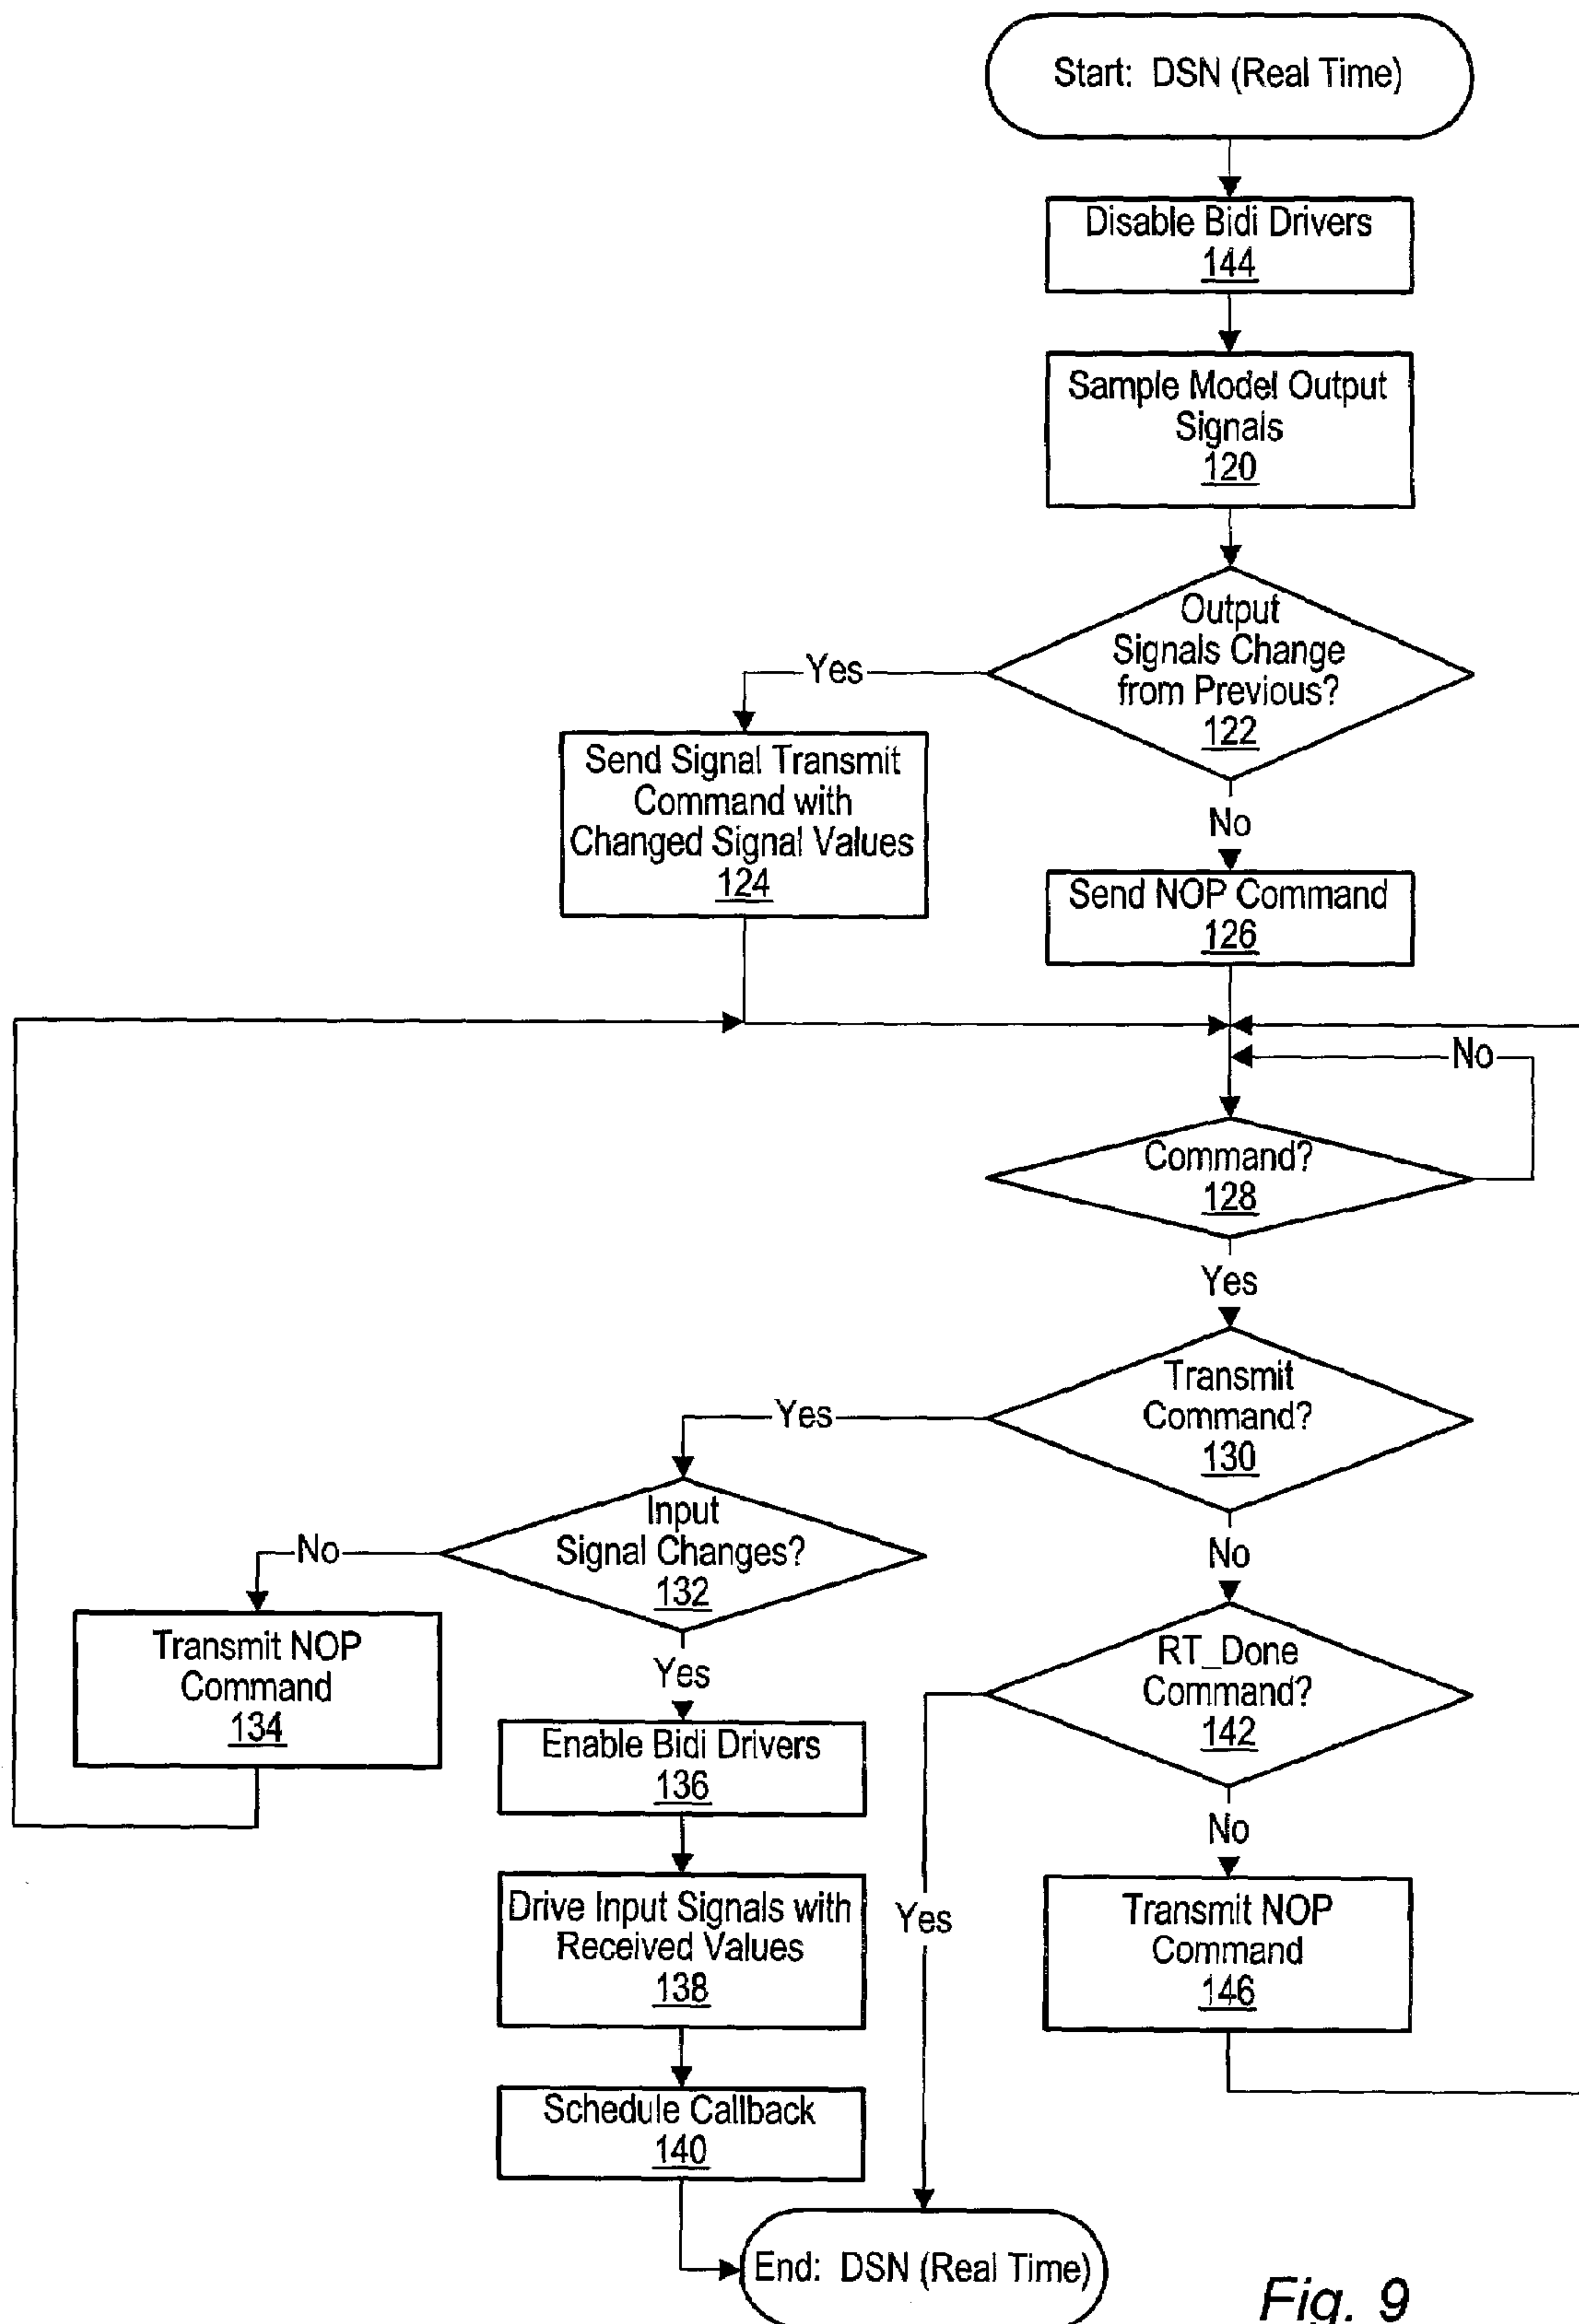 Start: DSN (Real Time)
Disable Bidi Drivers
144
Sample Model Output
Signals
120
Output
Signals Change
from Previous?
122
Yes
Send Signal Transmit
Command with
Changed Signal Values
124
No
Send NOP Command
126
No
Command?
128
Yes
Transmit
Command?
130
Yes
Input
Signal Changes?
132
No
Transmit NOP
Command
134
Yes
Enable Bidi Drivers
136
Drive Input Signals with
Received Values
138
Schedule Callback
140
No
RT_Done
Command?
142
Yes
No
Transmit NOP
Command
146
End: DSN (Real Time)
Fig. 9